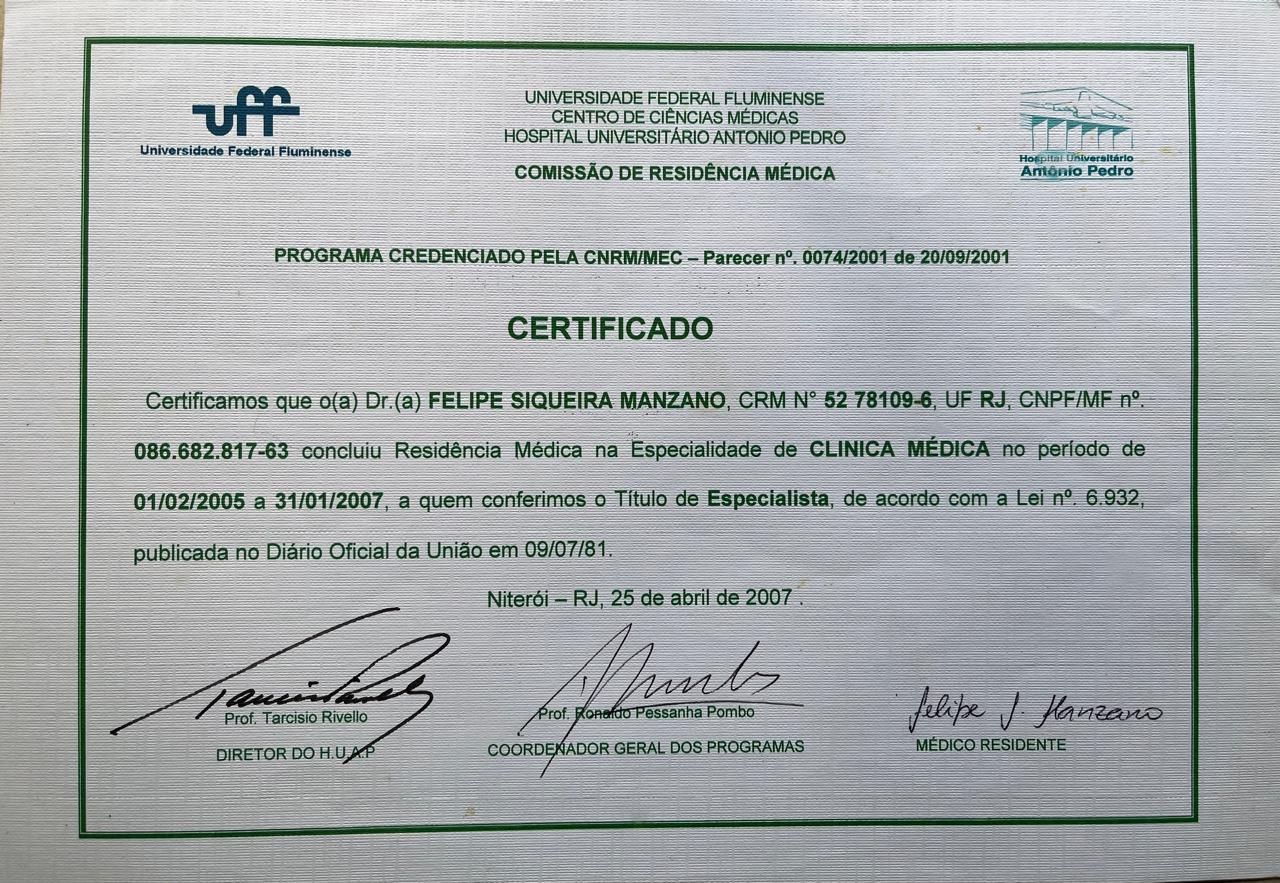 uff
Universidade Federal Fluminense
UNIVERSIDADE FEDERAL FLUMINENSE
CENTRO DE CIÊNCIAS MÉDICAS
HOSPITAL UNIVERSITÁRIO ANTONIO PEDRO
COMISSÃO DE RESIDÊNCIA MÉDICA
Hospital Universitário
Antônio Pedro
PROGRAMA CREDENCIADO PELA CNRM/MEC – Parecer nº. 0074/2001 de 20/09/2001
CERTIFICADO
Certificamos que o(a) Dr.(a) FELIPE SIQUEIRA MANZANO, CRM N° 52 78109-6, UF RJ, CNPF/MF nº.
086.682.817-63 concluiu Residência Médica na Especialidade de CLINICA MÉDICA no período de
01/02/2005 a 31/01/2007, a quem conferimos o Título de Especialista, de acordo com a Lei nº. 6.932,
publicada no Diário Oficial da União em 09/07/81.
Niterói – RJ, 25 de abril de 2007 .
Prof. Tarcisio Rivello
DIRETOR DO H.U.A.P
Prof. Ronaldo Pessanha Pombo
COORDENADOR GERAL DOS PROGRAMAS
Felipe S. Manzano
MÉDICO RESIDENTE